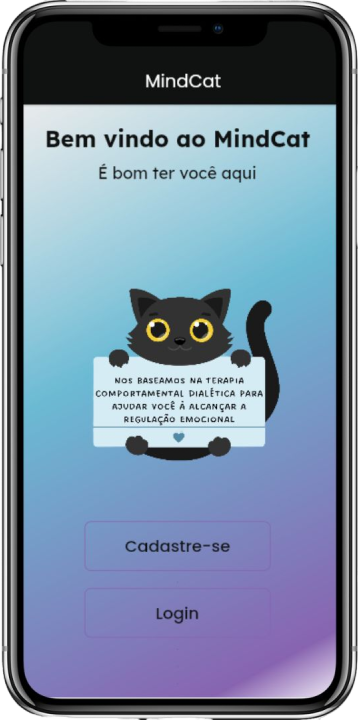 MindCat
Bem vindo ao MindCat
É bom ter você aqui
NOS BASEAMOS NA TERAPIA
COMPORTAMENTAL DIALÉTICA PARA
AJUDAR VOCÊ À ALCANÇAR A
REGULAÇÃO EMOCIONAL
Cadastre-se
Login